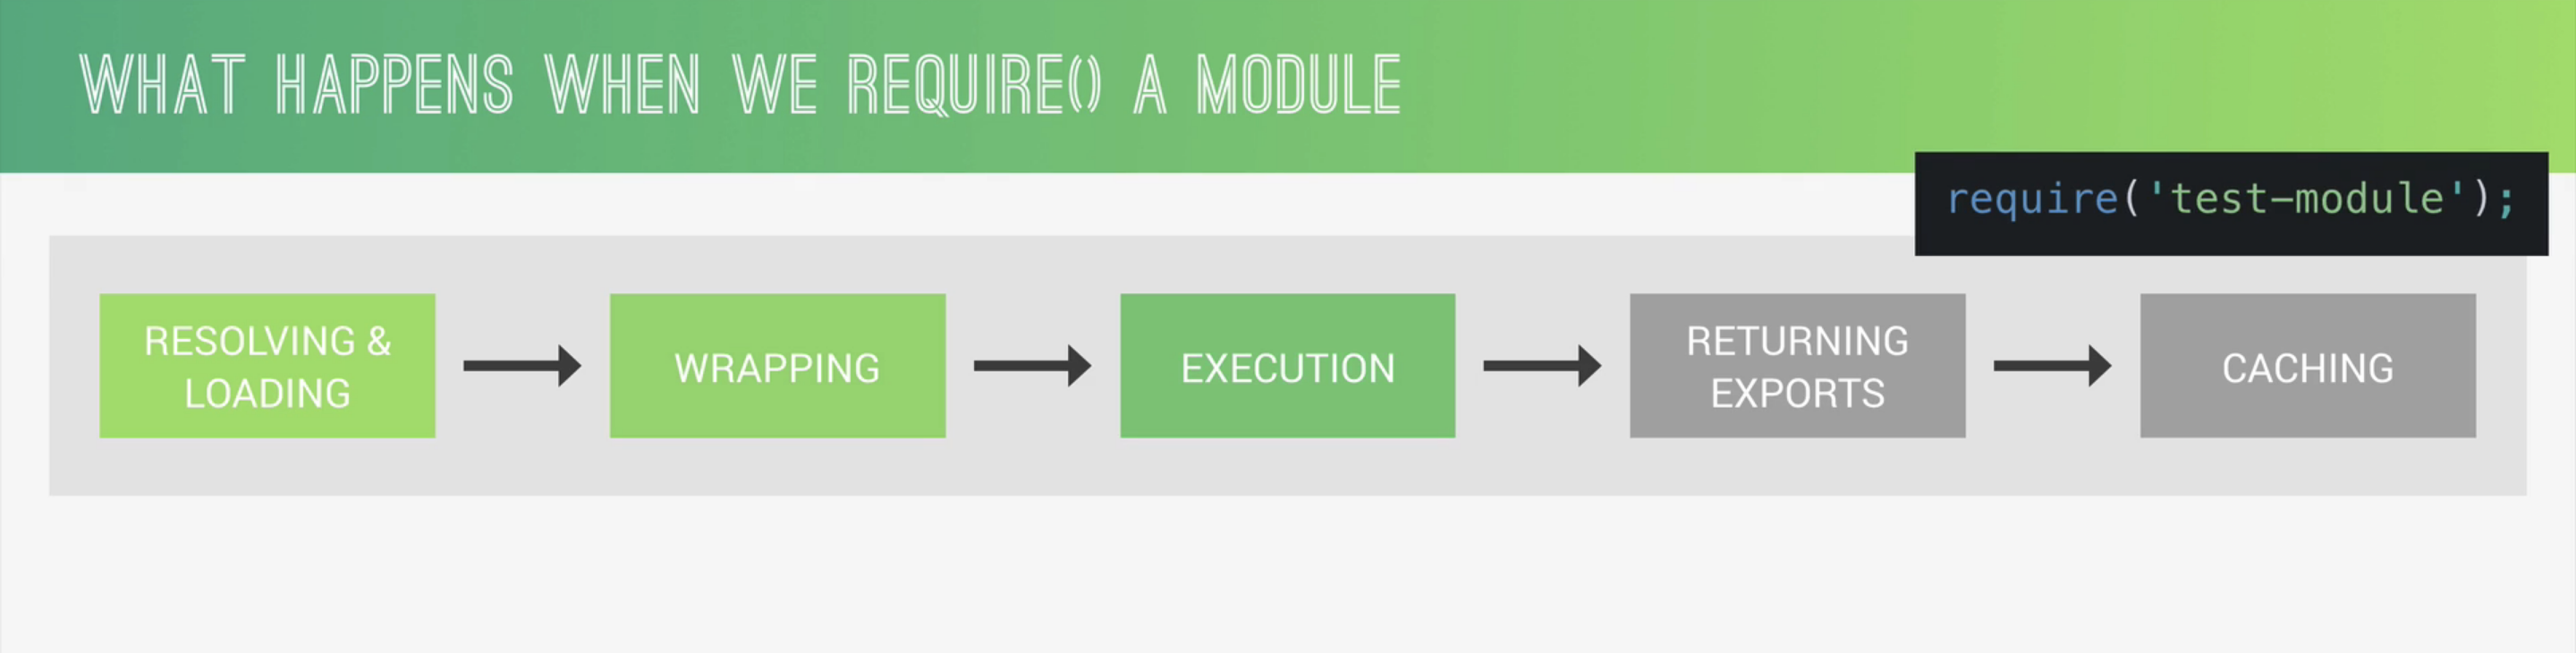 WHAT HAPPENS WHEN WE REQUIRE() A MODULE
require('test-module');
RESOLVING &
LOADING
WRAPPING
EXECUTION
RETURNING
EXPORTS
CACHING